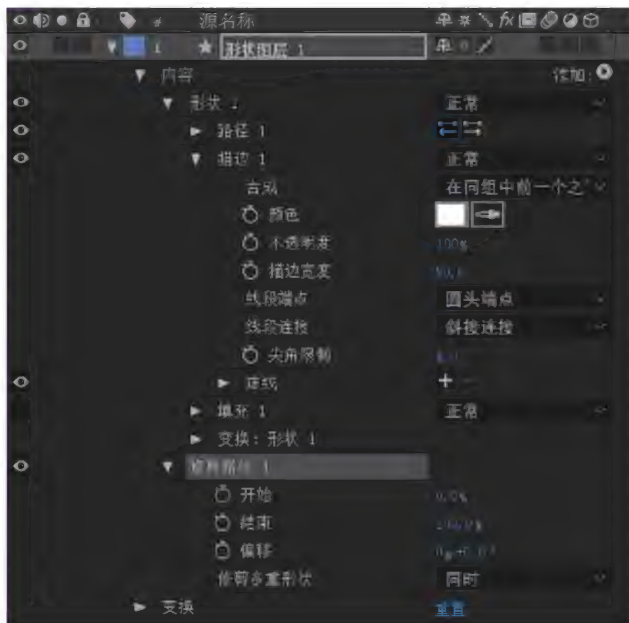 # 源名称
1 形状图层 1
内容 添加:
形状 1 正常
路径 1
描边 1 正常
合成 在同组中前一个之
颜色
不透明度 100%
描边宽度
线段端点 圆头端点
线段连接 斜接连接
尖角限制
虚线
填充 1 正常
变换: 形状 1
修剪路径 1
开始 0.0%
结束
偏移
修剪多重形状 同时
变换 重置